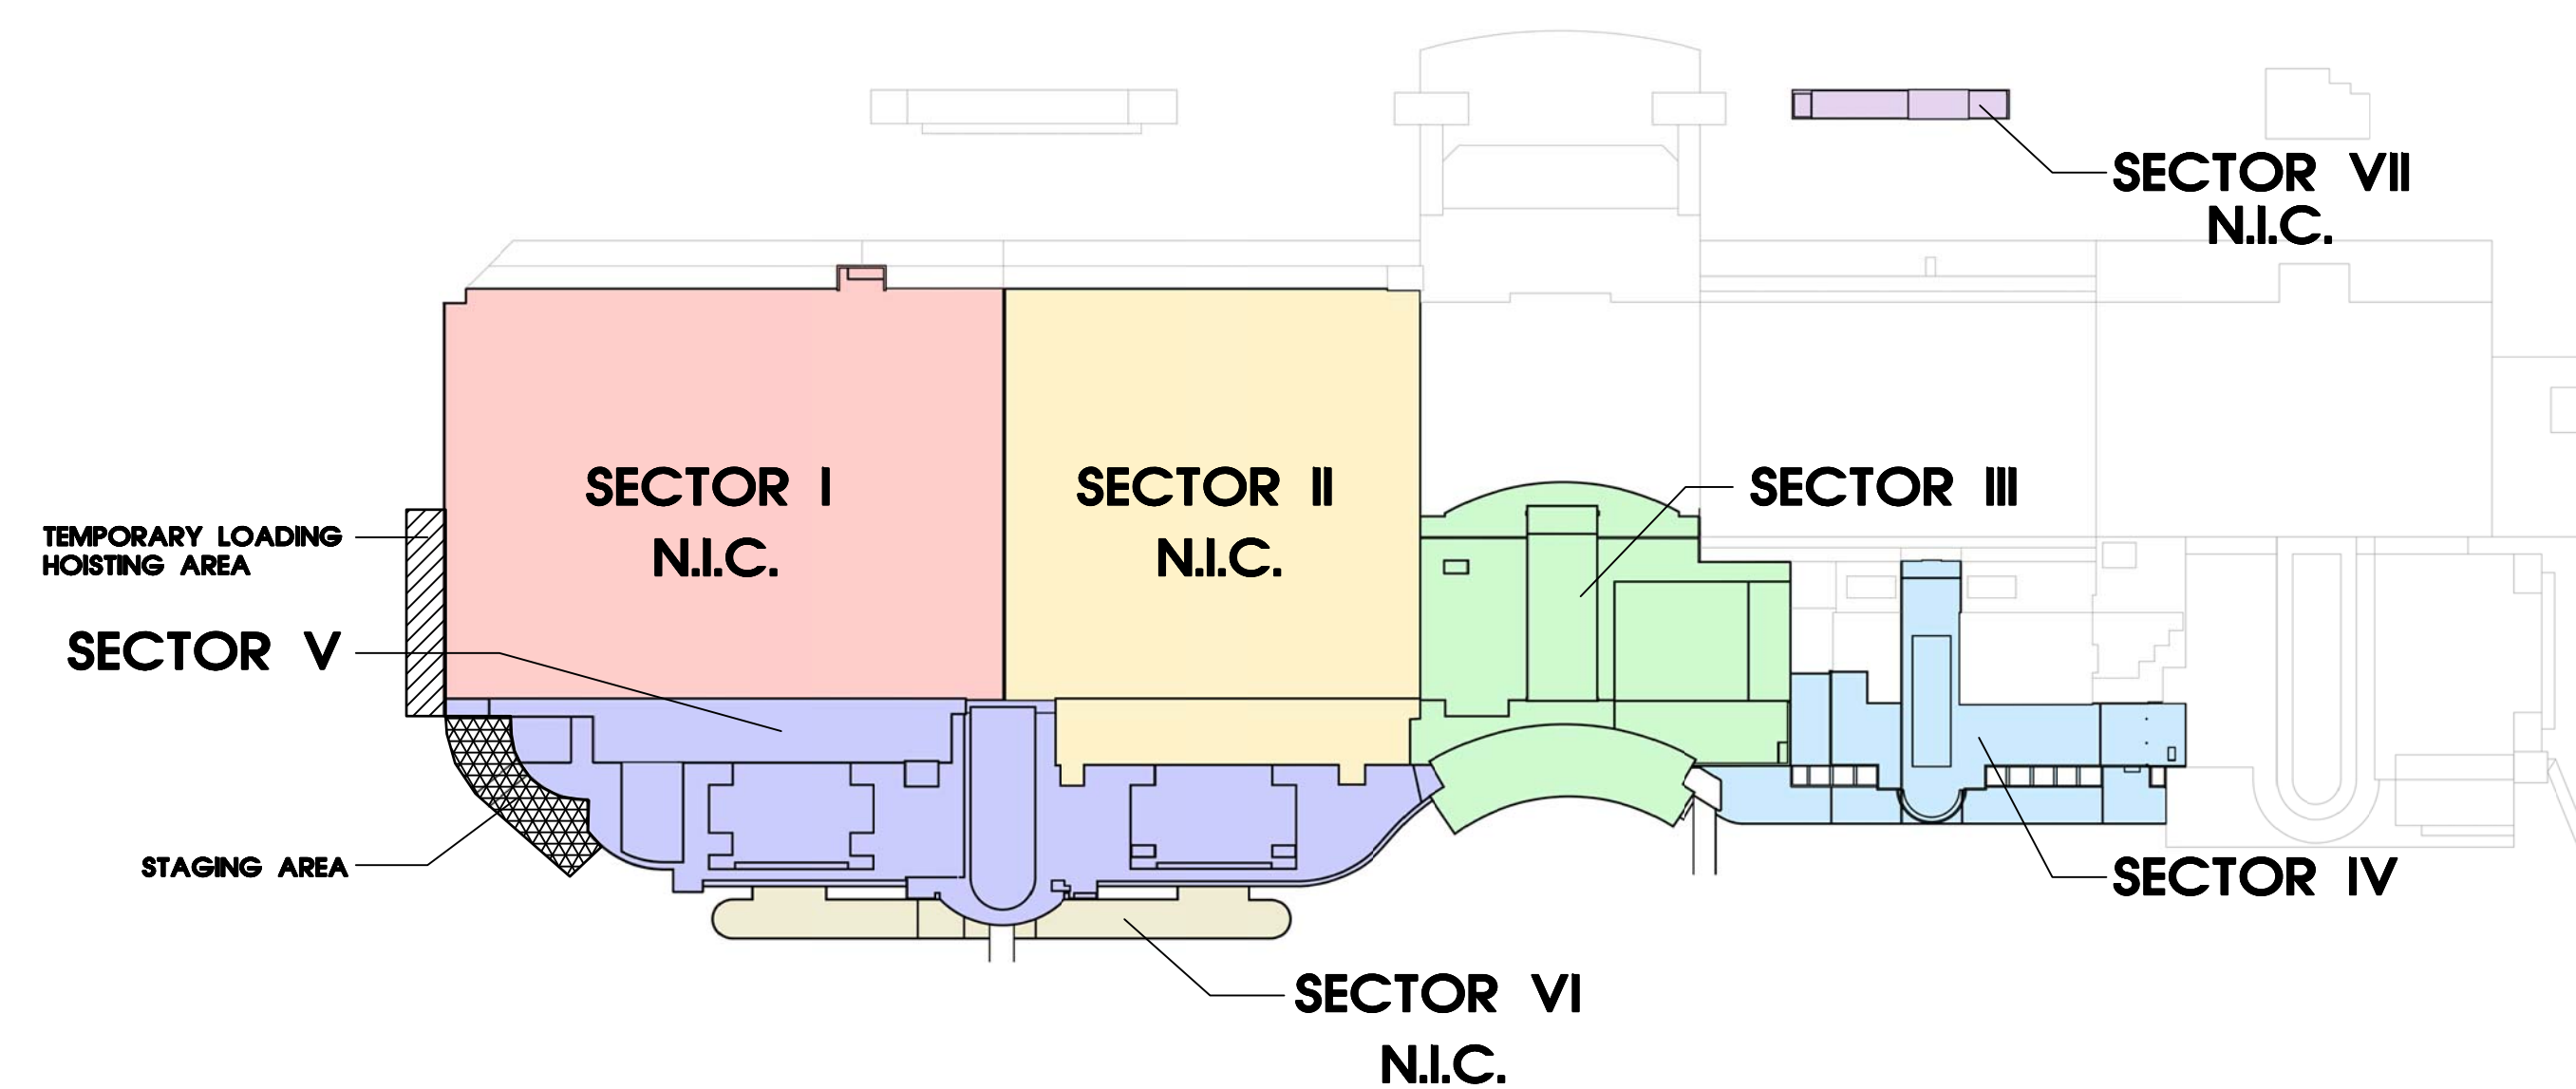 SECTOR VII
N.I.C.
SECTOR I
N.I.C.
SECTOR II
N.I.C.
SECTOR III
TEMPORARY LOADING
HOISTING AREA
SECTOR V
STAGING AREA
SECTOR IV
SECTOR VI
N.I.C.